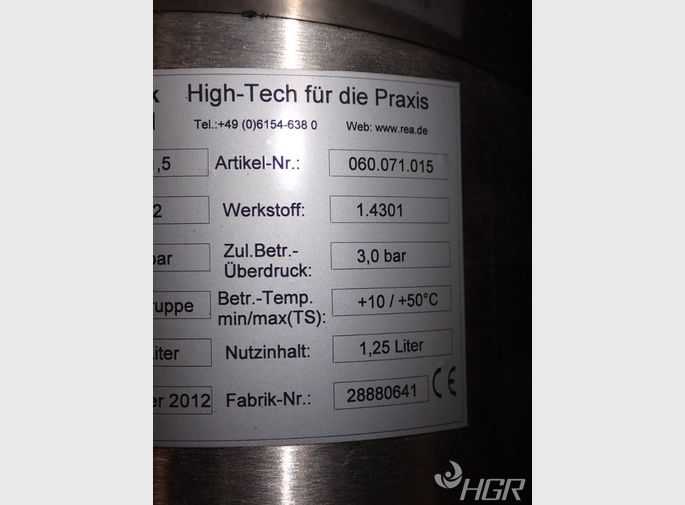 k High-Tech für die Praxis
Tel.:+49 (0)6154-638 0 Web: www.rea.de
,5 Artikel-Nr.: 060.071.015
2 Werkstoff: 1.4301
bar Zul.Betr.- 3,0 bar
Überdruck:
ruppe Betr.-Temp. +10 / +50°C
min/max(TS):
Liter Nutzinhalt: 1,25 Liter
er 2012 Fabrik-Nr.: 28880641 CE
HGR